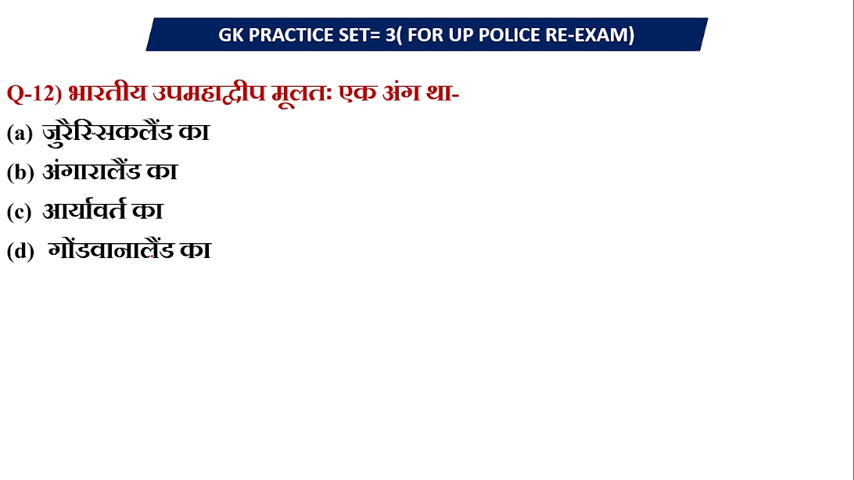 GK PRACTICE SET= 3( FOR UP POLICE RE-EXAM)
Q-12) भारतीय उपमहाद्वीप मूलतः एक अंग था-
(a) जुरैस्सिकलैंड का
(b) अंगारालैंड का
(c) आर्यावर्त का
(d) गोंडवानालैंड का